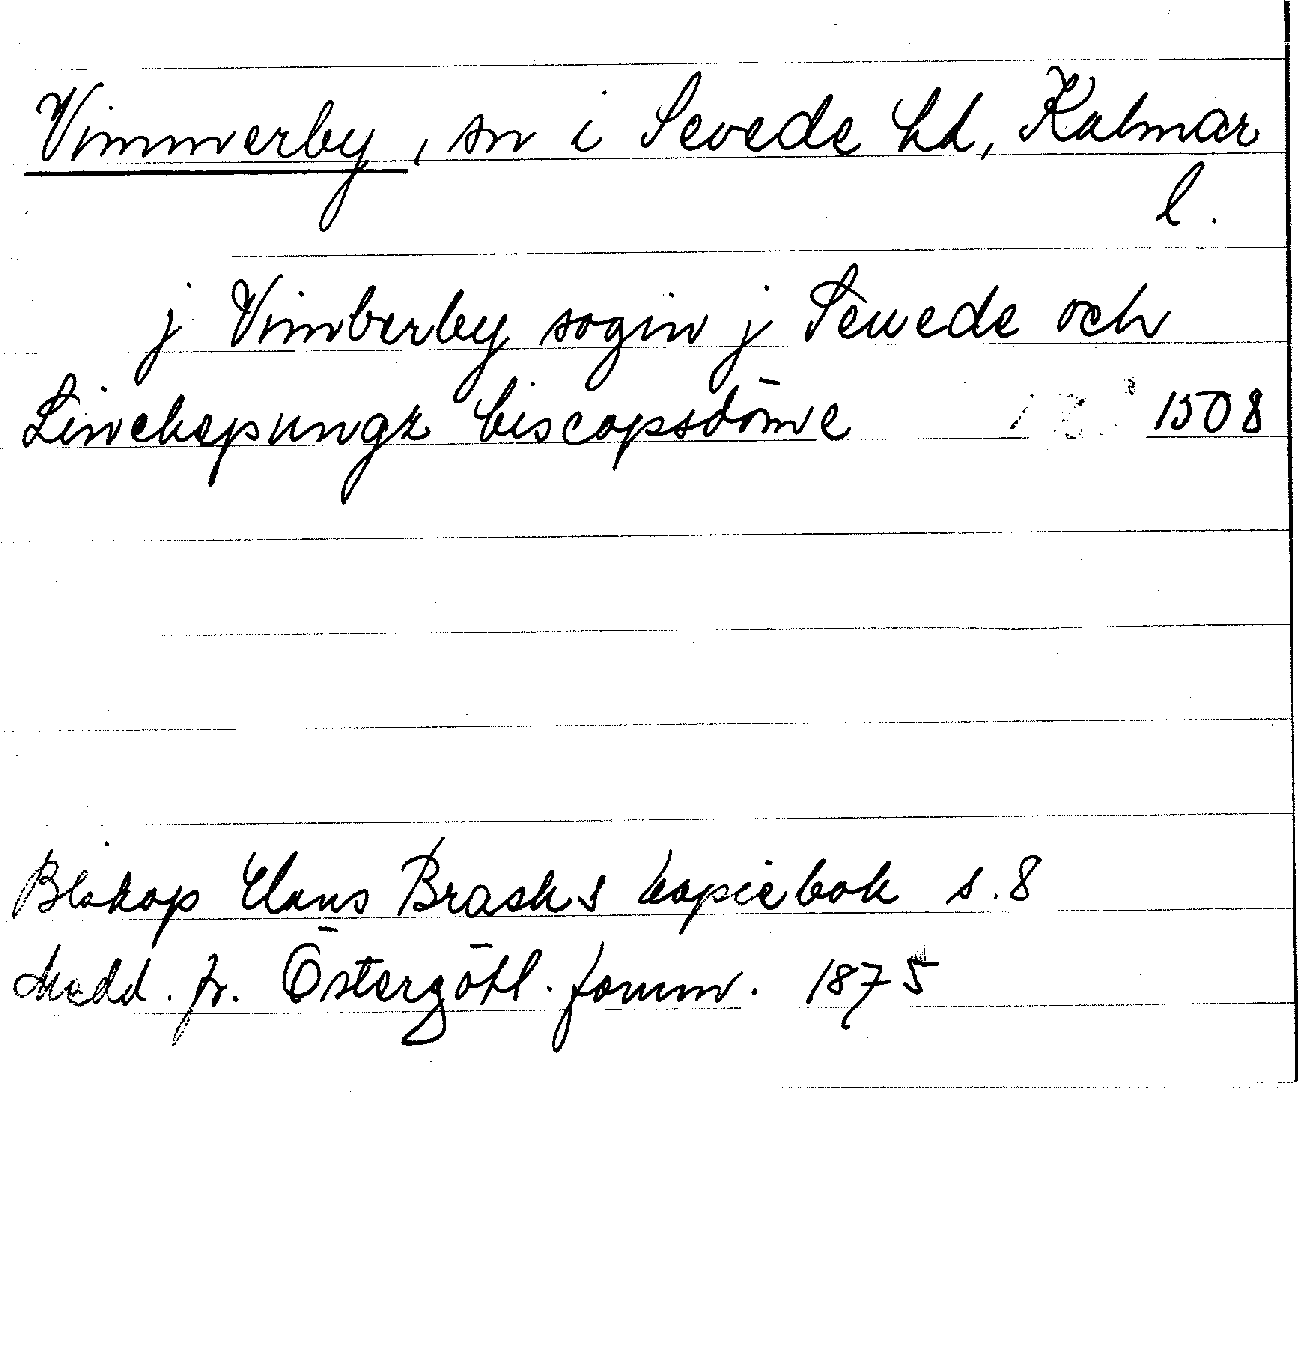 Vimmerby, sn i Sevede hd, Kalmar
l.
j Vimberby sogin j Sewede och
Linchepungx biscopsdöme 1508
Biskop Hans Brasks kopiebok s. 8
Medd. fr. Östergötl. fornm. 1875